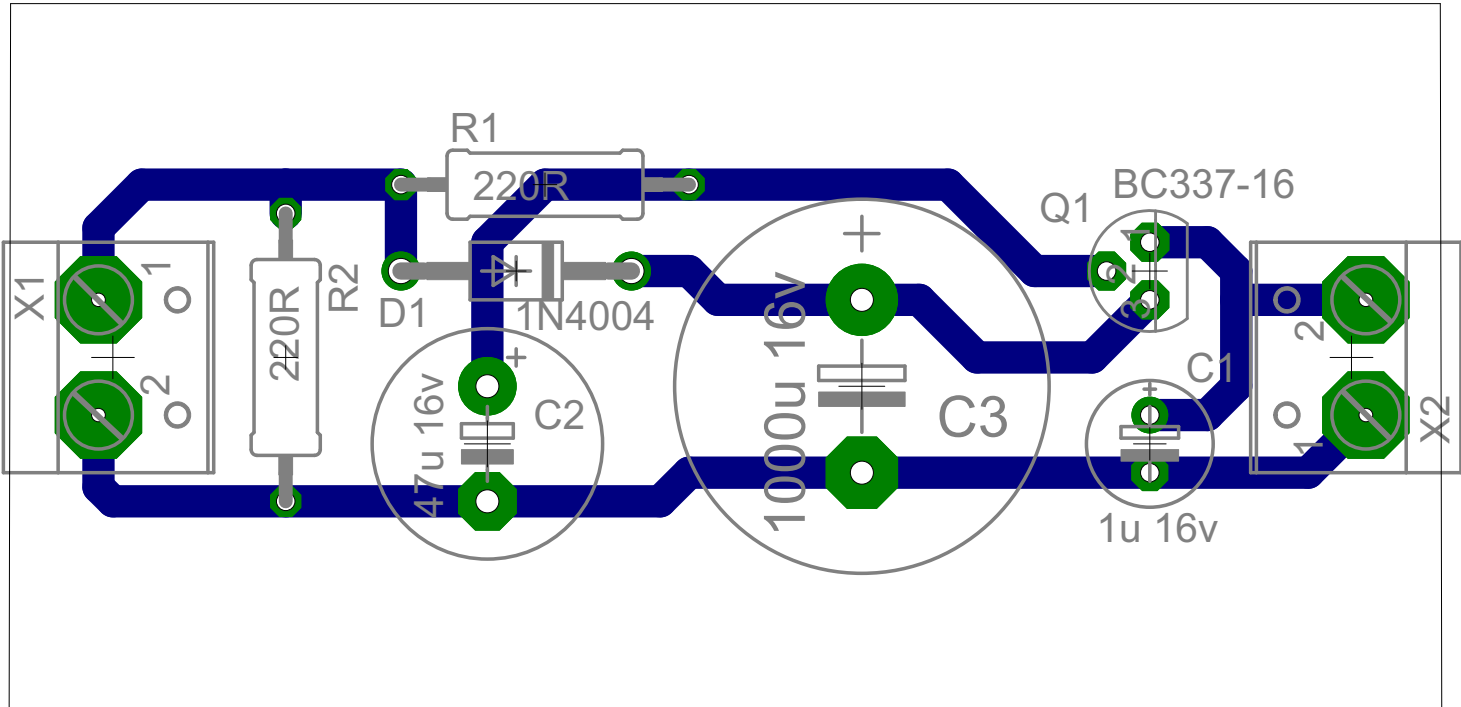 R1
220R
BC337-16
Q1
1
2
3
X1
1
2
220R
R2
D1
1N4004
+
47u 16v
C2
+
1000u 16v
C3
C1
+
1u 16v
2
1
X2